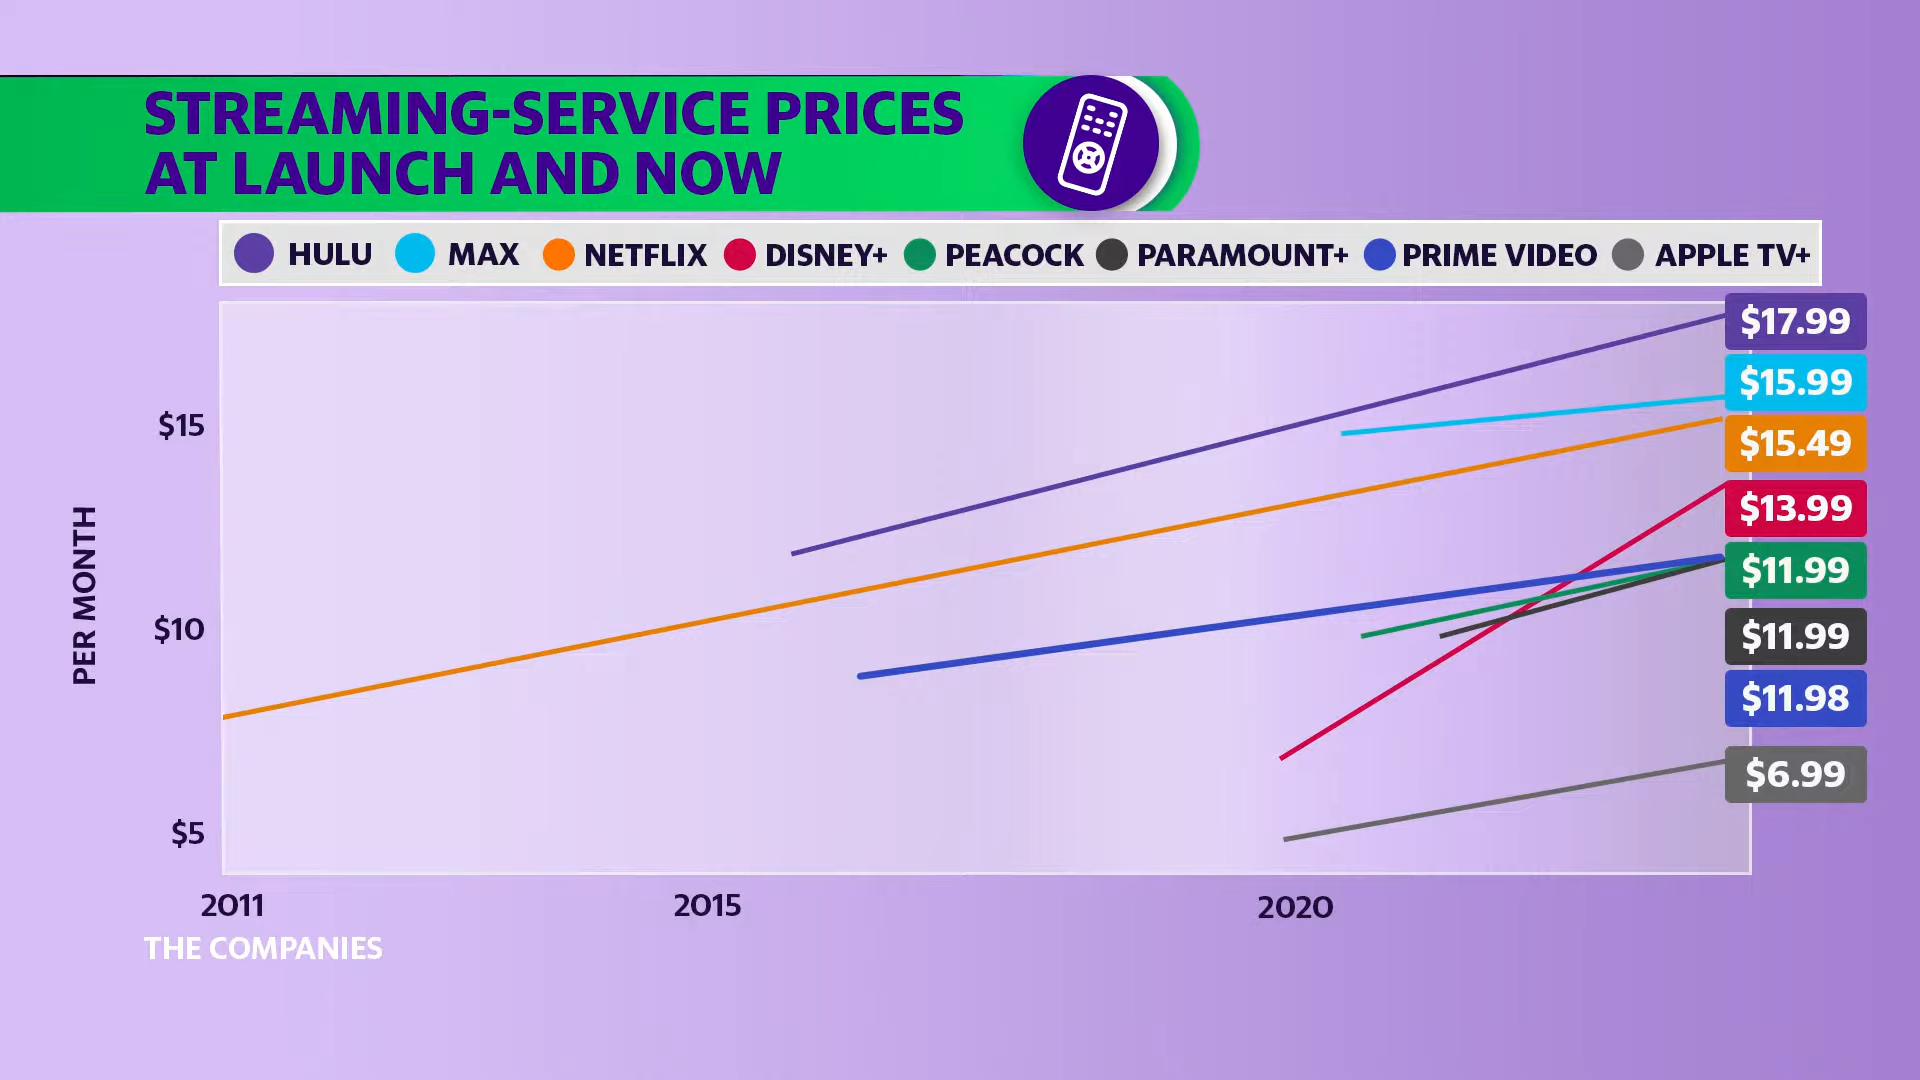 STREAMING-SERVICE PRICES
AT LAUNCH AND NOW
HULU MAX NETFLIX DISNEY+ PEACOCK PARAMOUNT+ PRIME VIDEO APPLE TV+
$17.99
$15.99
$15.49
$13.99
$11.99
$11.99
$11.98
$6.99
$15
$10
$5
PER MONTH
2011 2015 2020
THE COMPANIES